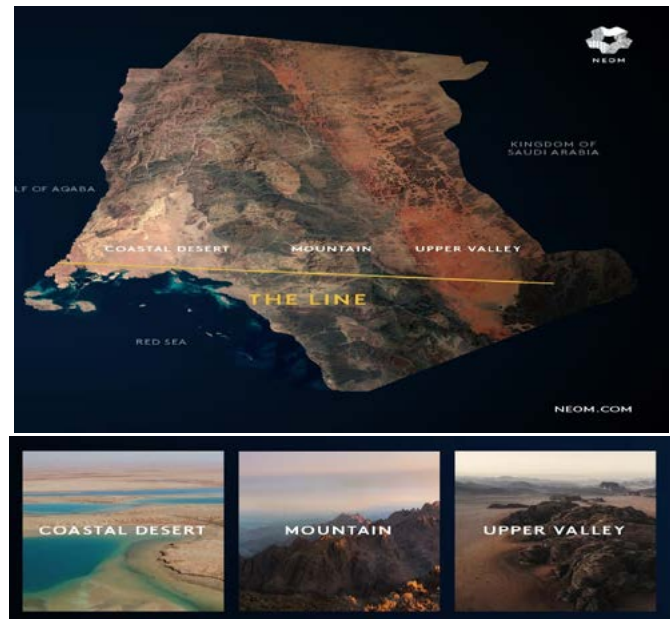 NEOM
KINGDOM OF
SAUDI ARABIA
LF OF AQABA
COASTAL DESERT
MOUNTAIN
UPPER VALLEY
THE LINE
RED SEA
NEOM.COM
COASTAL DESERT
MOUNTAIN
UPPER VALLEY